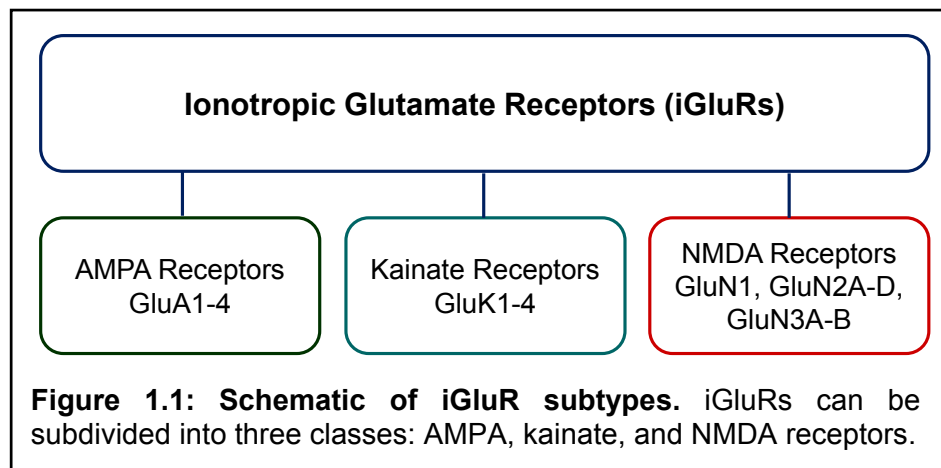 Ionotropic Glutamate Receptors (iGluRs)
AMPA Receptors
GluA1-4
Kainate Receptors
GluK1-4
NMDA Receptors
GluN1, GluN2A-D,
GluN3A-B
Figure 1.1: Schematic of iGluR subtypes. iGluRs can be
subdivided into three classes: AMPA, kainate, and NMDA receptors.